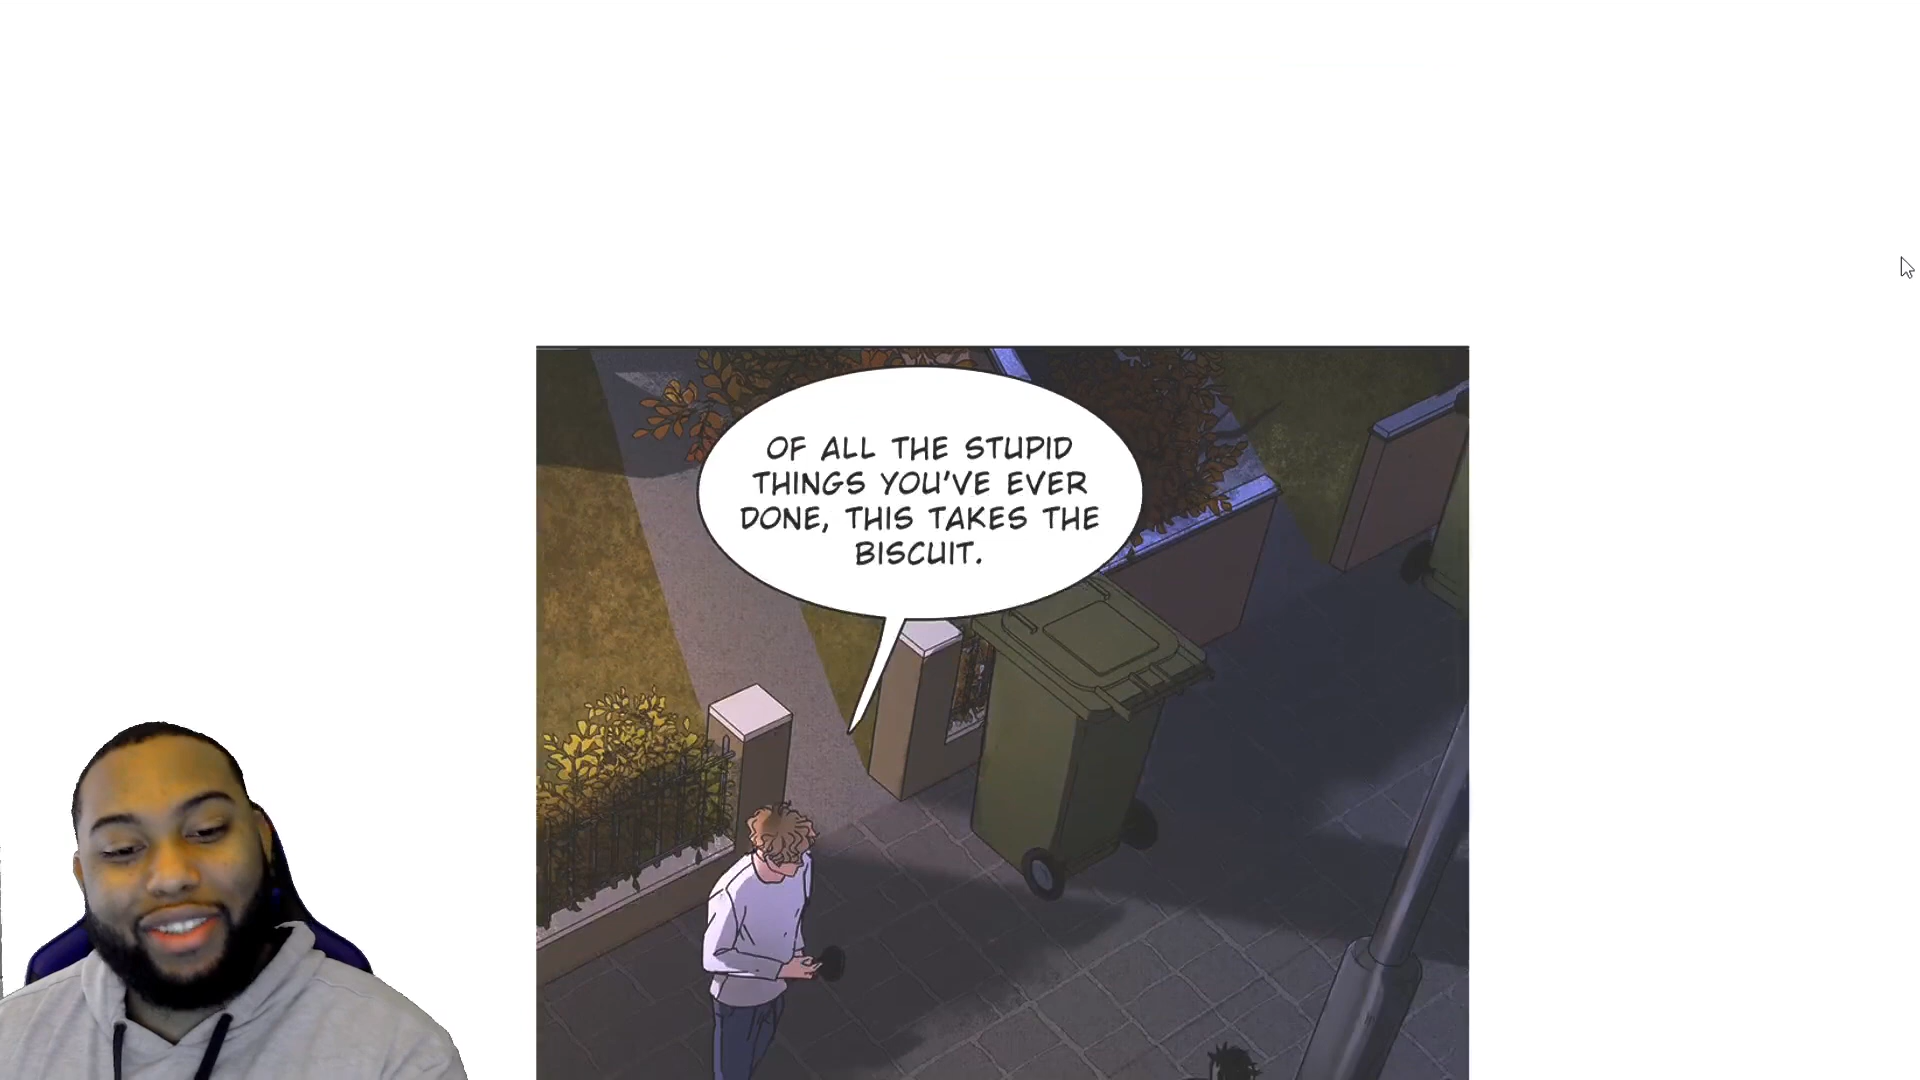 OF ALL THE STUPID
THINGS YOU'VE EVER
DONE, THIS TAKES THE
BISCUIT.